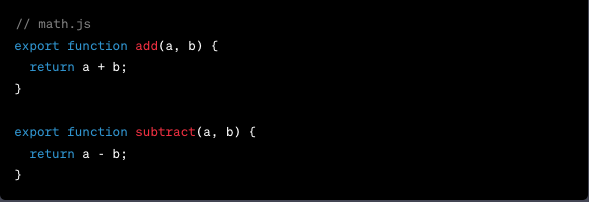 // math.js
export function add(a, b) {
  return a + b;
}

export function subtract(a, b) {
  return a - b;
}